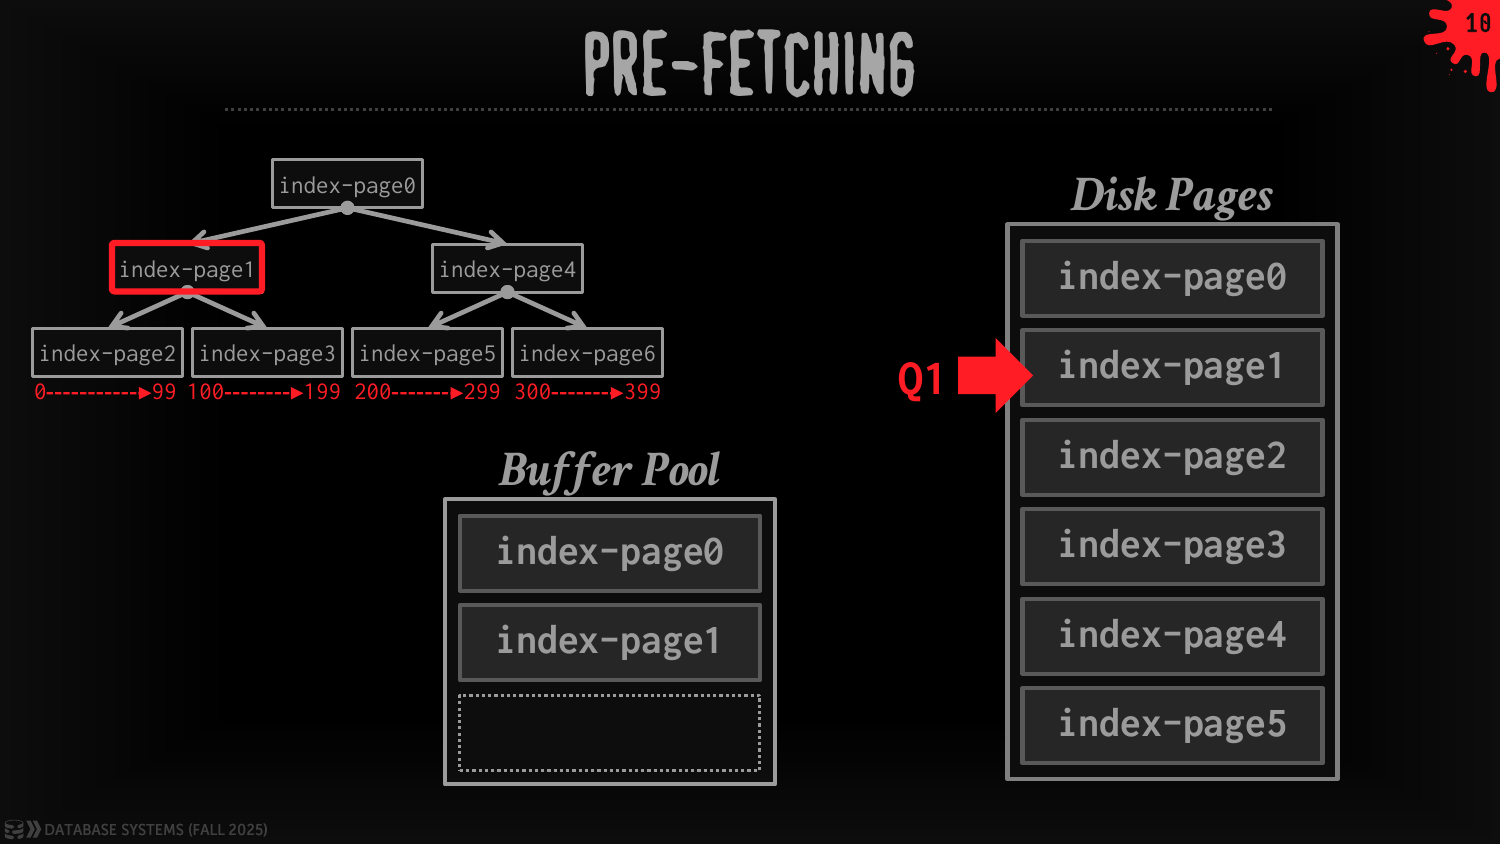 10
PRE-FETCHING
index-page0
index-page1
index-page4
index-page2
index-page3
index-page5
index-page6
0----------->99
100-------->199
200------->299
300------->399
Buffer Pool
index-page0
index-page1
Disk Pages
index-page0
Q1
index-page1
index-page2
index-page3
index-page4
index-page5
DATABASE SYSTEMS (FALL 2025)